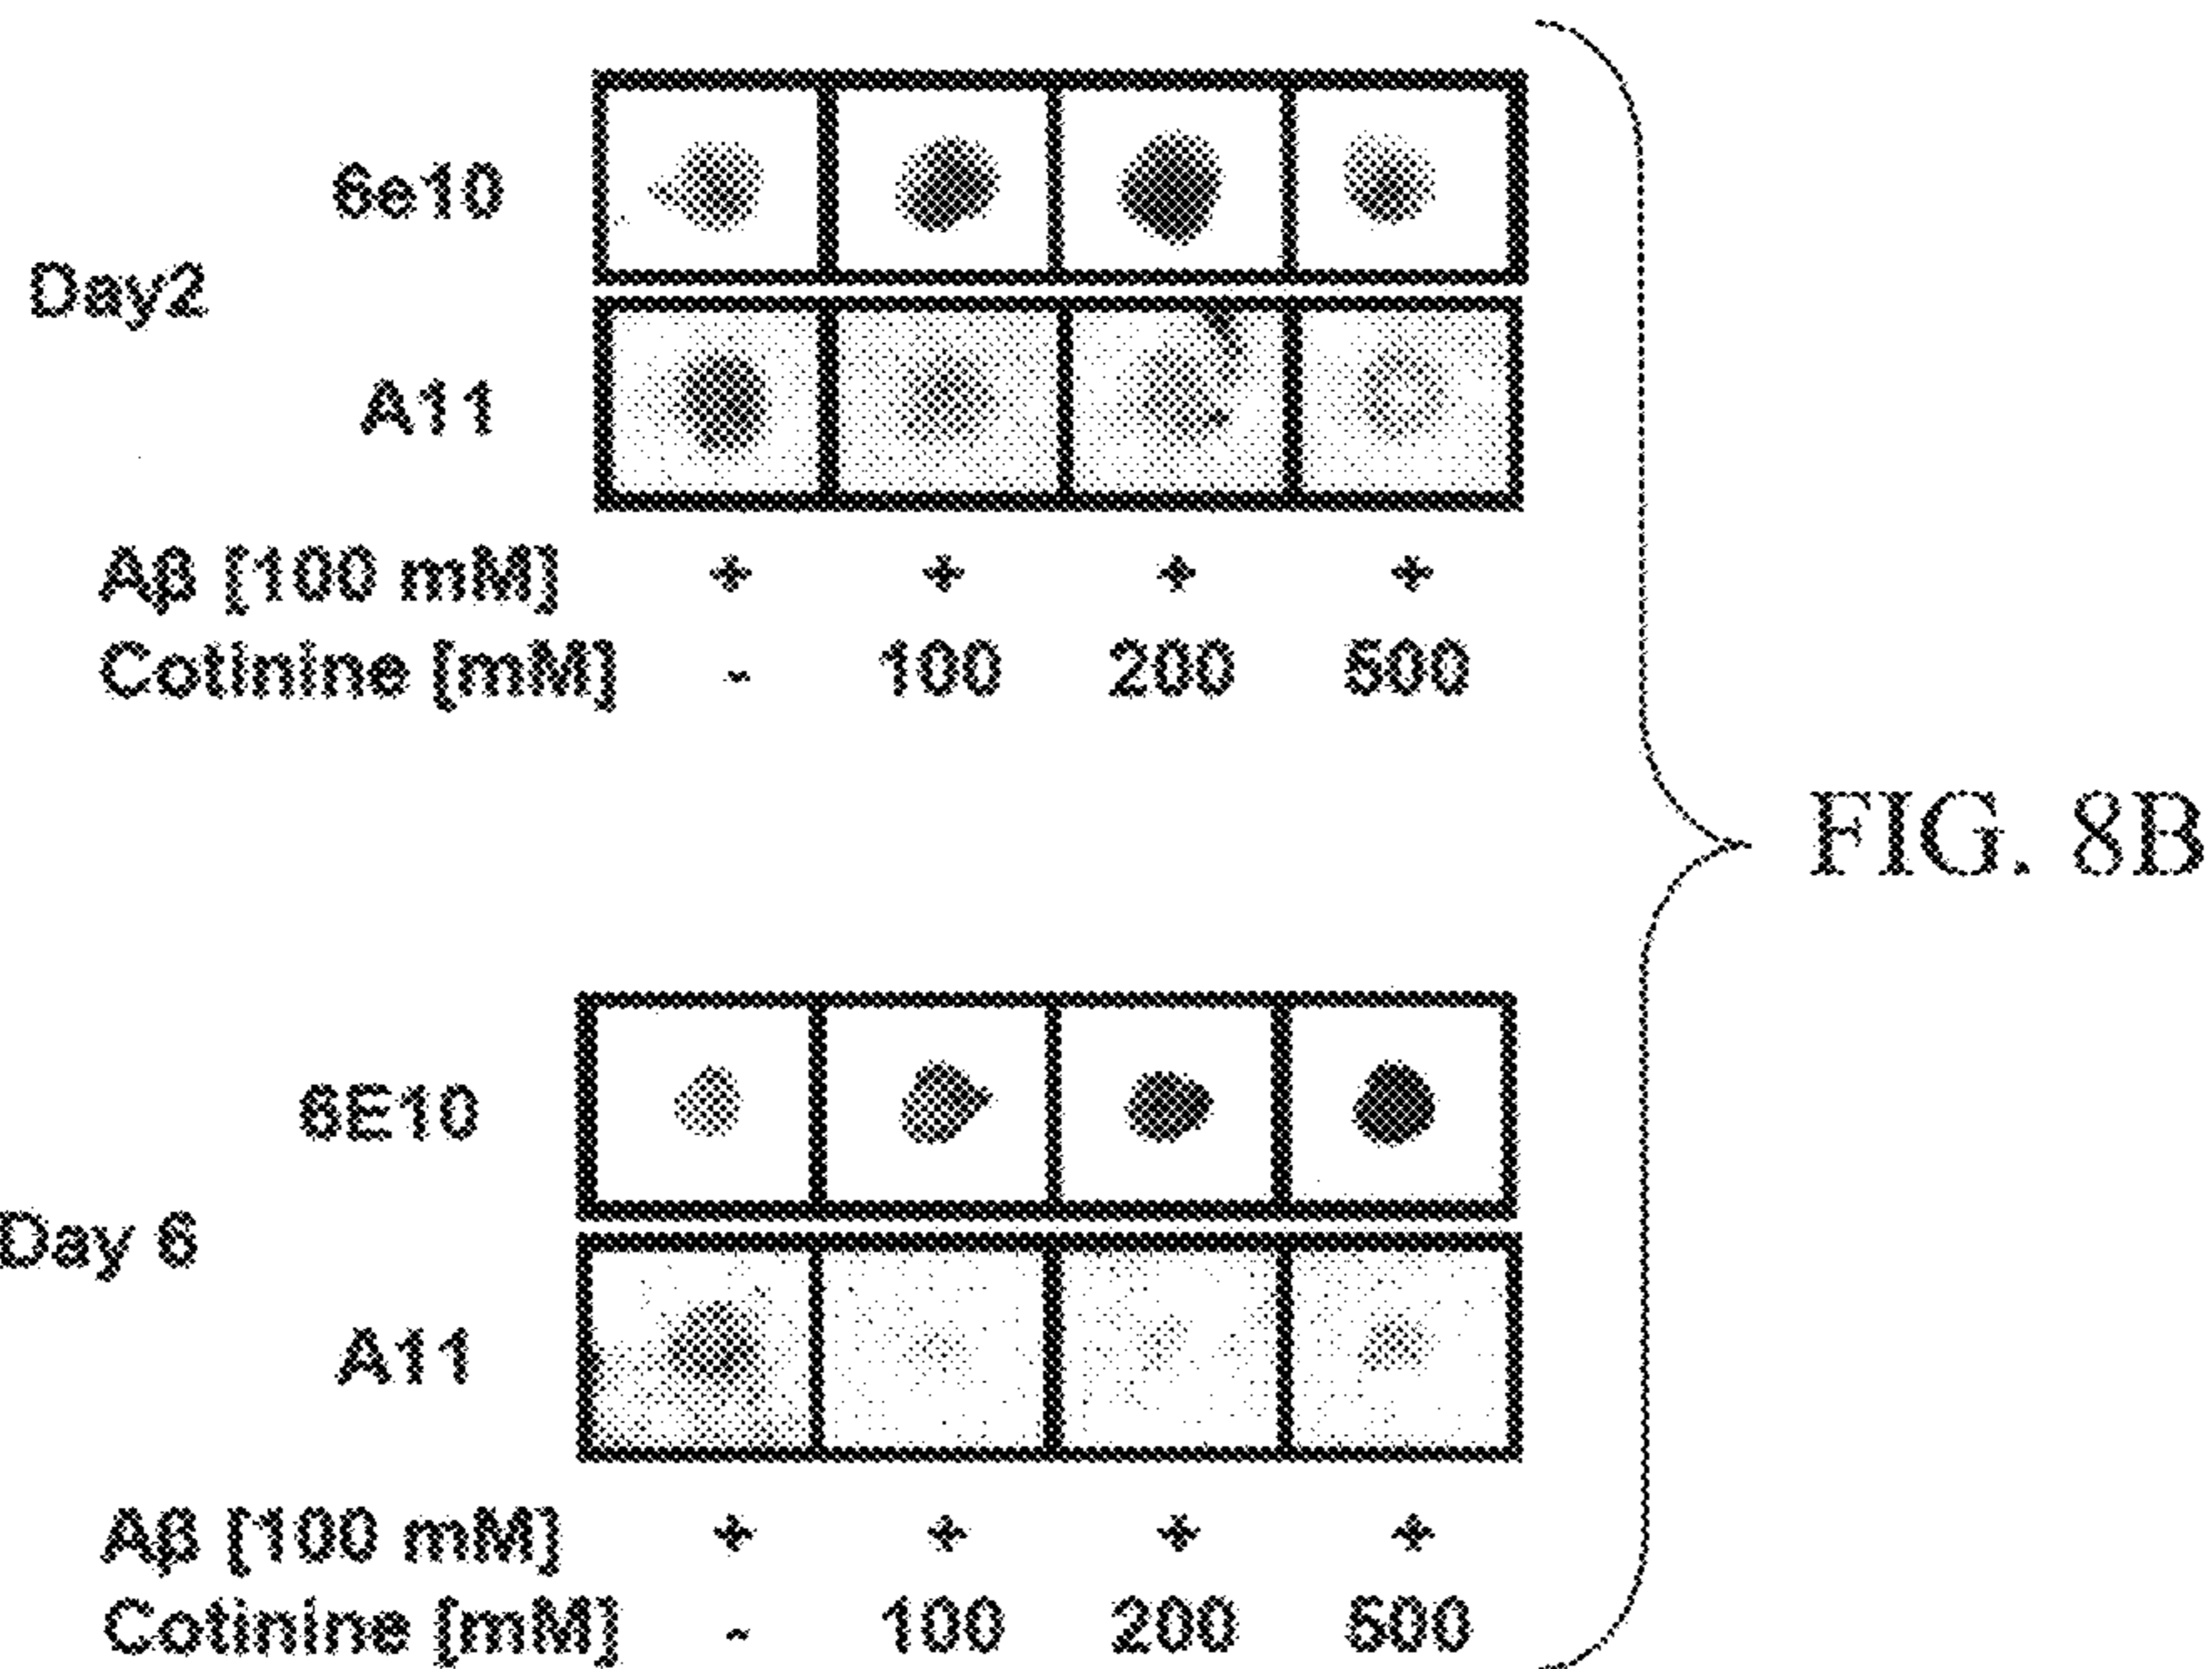 6e10
Day2
A11
Aβ [100 mM] + + + +
Cotinine [mM] - 100 200 500
FIG. 8B
6E10
Day 6
A11
Aβ [100 mM] + + + +
Cotinine [mM] - 100 200 500